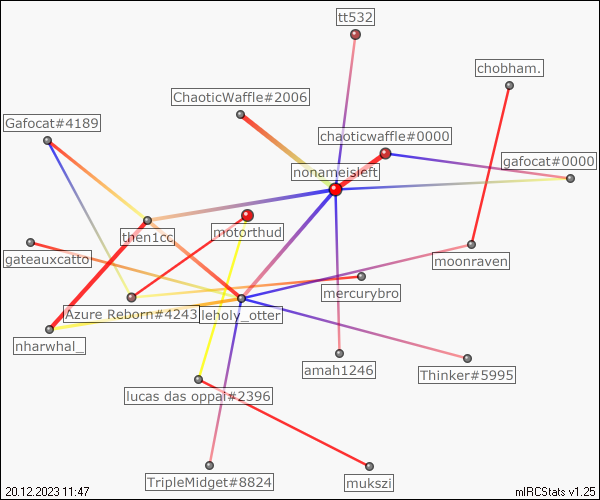 tt532
chobham.
ChaoticWaffle#2006
Gafocat#4189
chaoticwaffle#0000
gafocat#0000
nonameisleft
then1cc
motorthud
gateauxcatto
moonraven
mercurybro
Azure Reborn#4243
leholy_otter
nharwhal_
amah1246
Thinker#5995
lucas das oppai#2396
TripleMidget#8824
mukszi
20.12.2023 11:47
mIRCStats v1.25